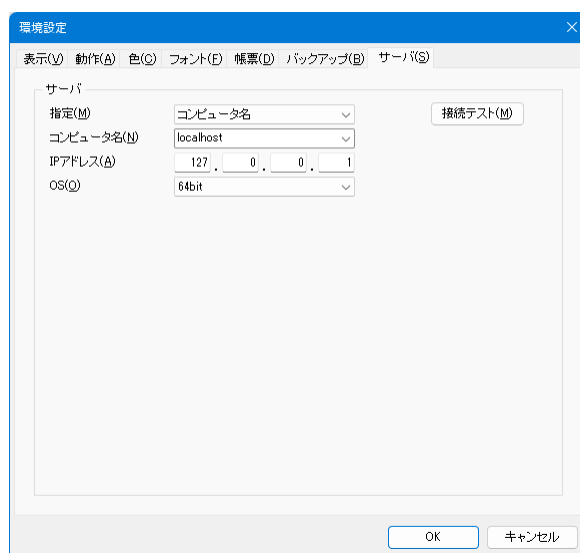 環境設定
表示(V) 動作(A) 色(C) フォント(F) 帳票(D) バックアップ(B) サーバ(S)
サーバ
指定(M) コンピュータ名 接続テスト(M)
コンピュータ名(N) localhost
IPアドレス(A) 127 . 0 . 0 . 1
OS(O) 64bit
OK キャンセル